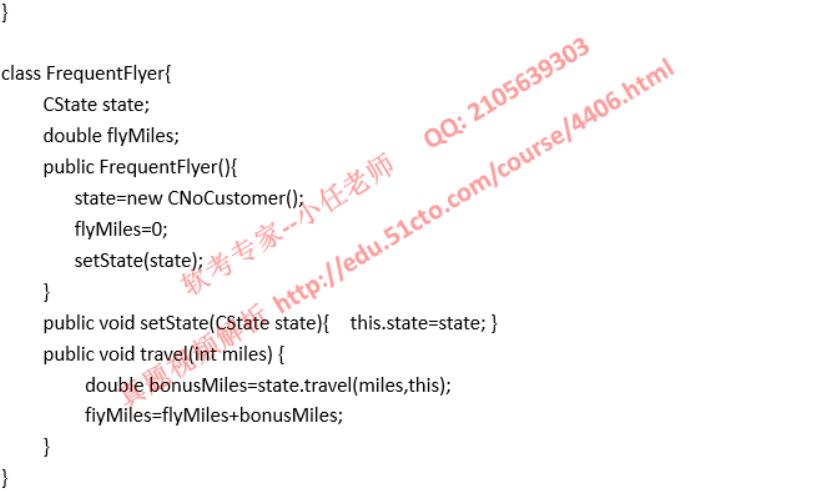 }
class FrequentFlyer{
CState state;
double flyMiles;
public FrequentFlyer(){
state=new CNoCustomer();
flyMiles=0;
setState(state);
}
public void setState(CState state){    this.state=state; }
public void travel(int miles) {
double bonusMiles=state.travel(miles,this);
fiyMiles=flyMiles+bonusMiles;
}
}
软考专家--小任老师 QQ: 2105639303
真题视频解析 http://edu.51cto.com/course/4406.html